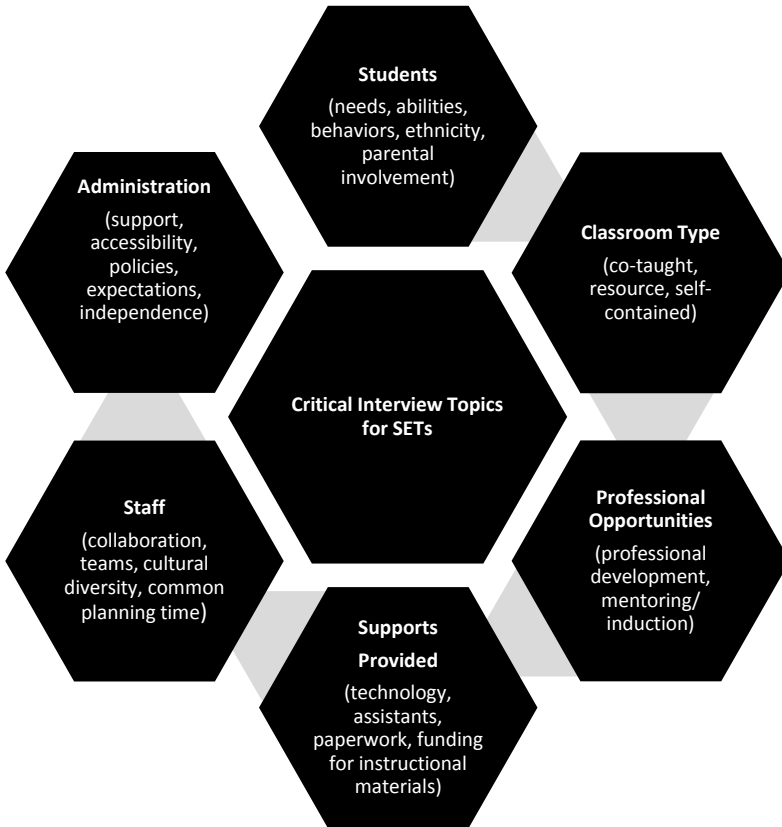 Students
(needs, abilities,
behaviors, ethnicity,
parental
involvement)
Administration
(support,
accessibility,
policies,
expectations,
independence)
Classroom Type
(co-taught,
resource, self-
contained)
Critical Interview Topics
for SETs
Staff
(collaboration,
teams, cultural
diversity, common
planning time)
Professional
Opportunities
(professional
development,
mentoring/
induction)
Supports
Provided
(technology,
assistants,
paperwork, funding
for instructional
materials)